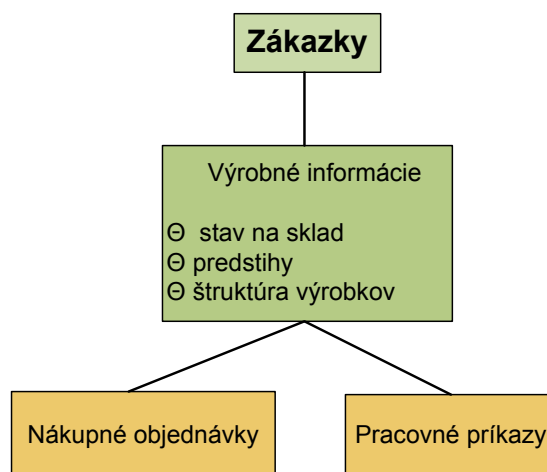 Zákazky
Výrobné informácie
Θ stav na sklad
Θ predstihy
Θ štruktúra výrobkov
Nákupné objednávky
Pracovné príkazy